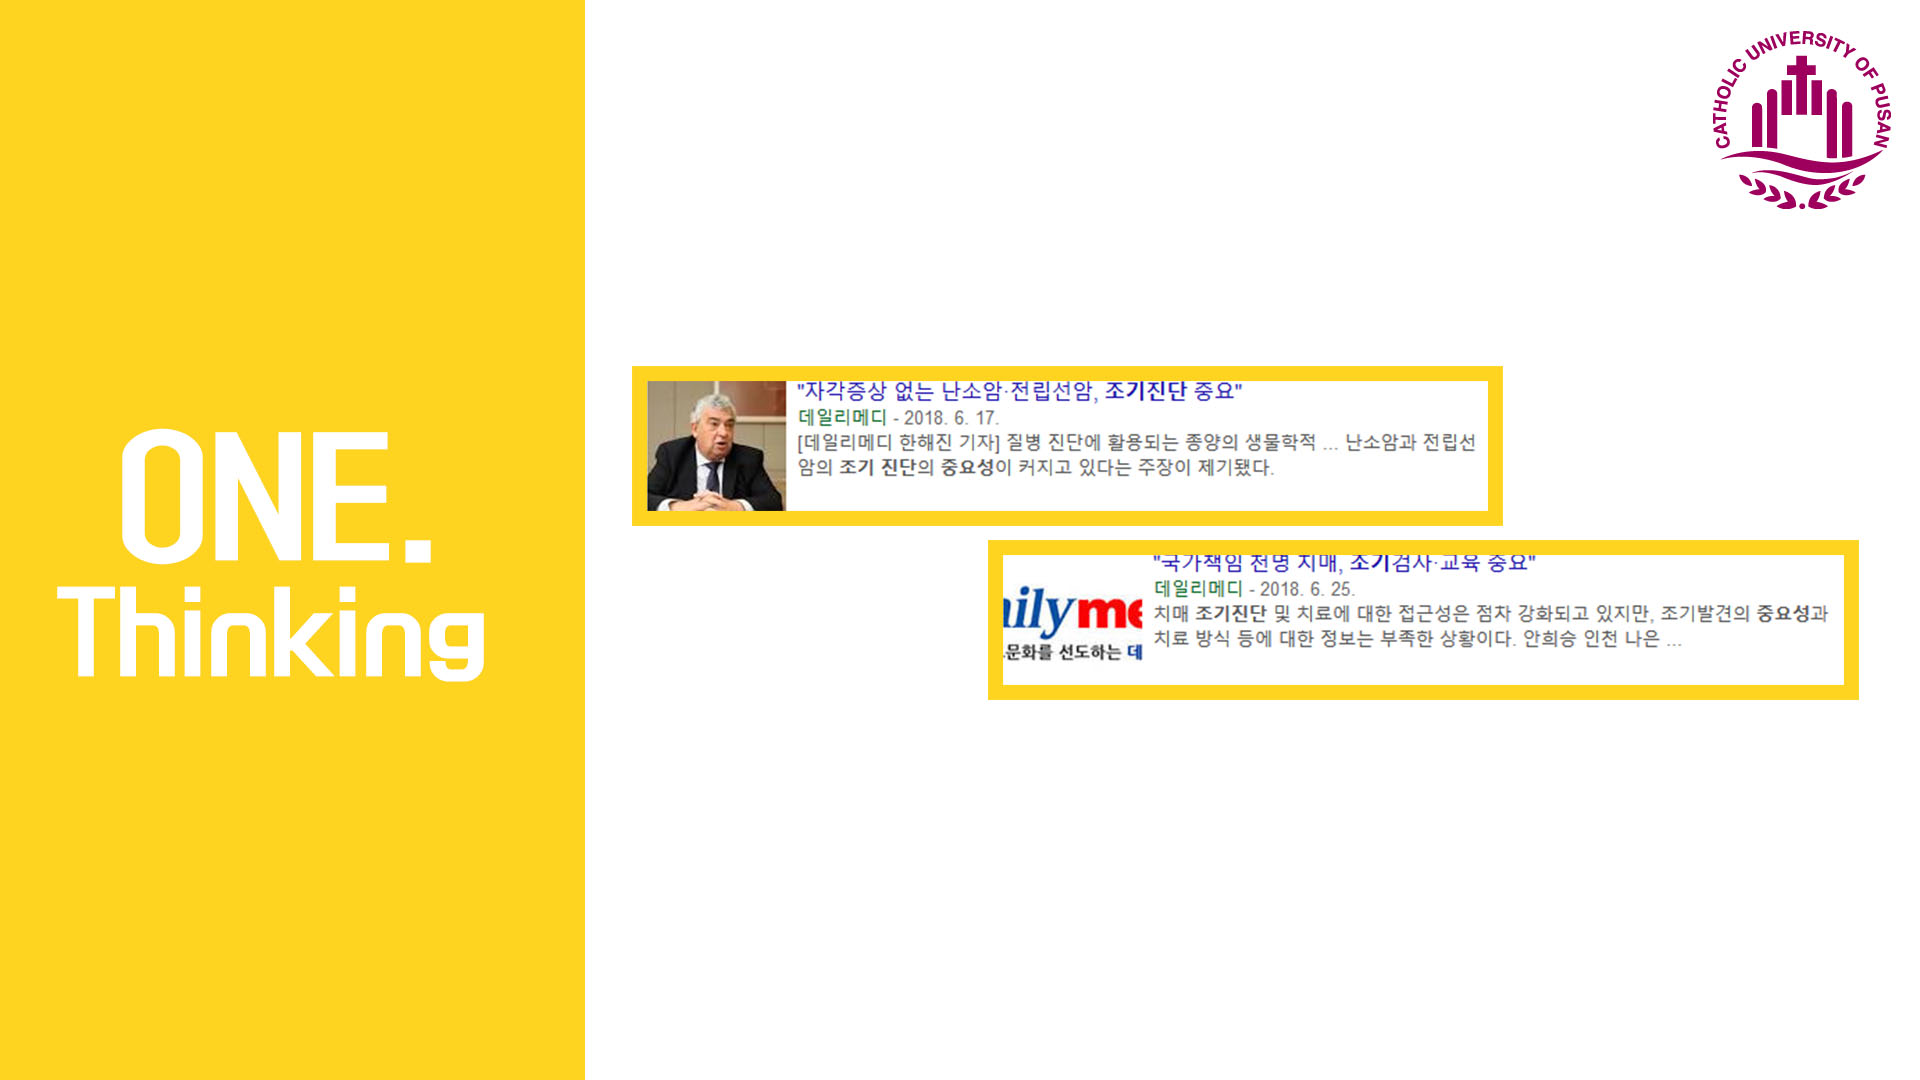 CATHOLIC UNIVERSITY OF PUSAN
ONE.
Thinking
"자각증상 없는 난소암·전립선암, 조기진단 중요"
데일리메디 - 2018. 6. 17.
[데일리메디 한해진 기자] 질병 진단에 활용되는 종양의 생물학적 ... 난소암과 전립선
암의 조기 진단의 중요성이 커지고 있다는 주장이 제기됐다.
ilyme
문화를 선도하는 데
"국가책임 천명 치매, 조기검사·교육 중요"
데일리메디 - 2018. 6. 25.
치매 조기진단 및 치료에 대한 접근성은 점차 강화되고 있지만, 조기발견의 중요성과
치료 방식 등에 대한 정보는 부족한 상황이다. 안희승 인천 나은 ...